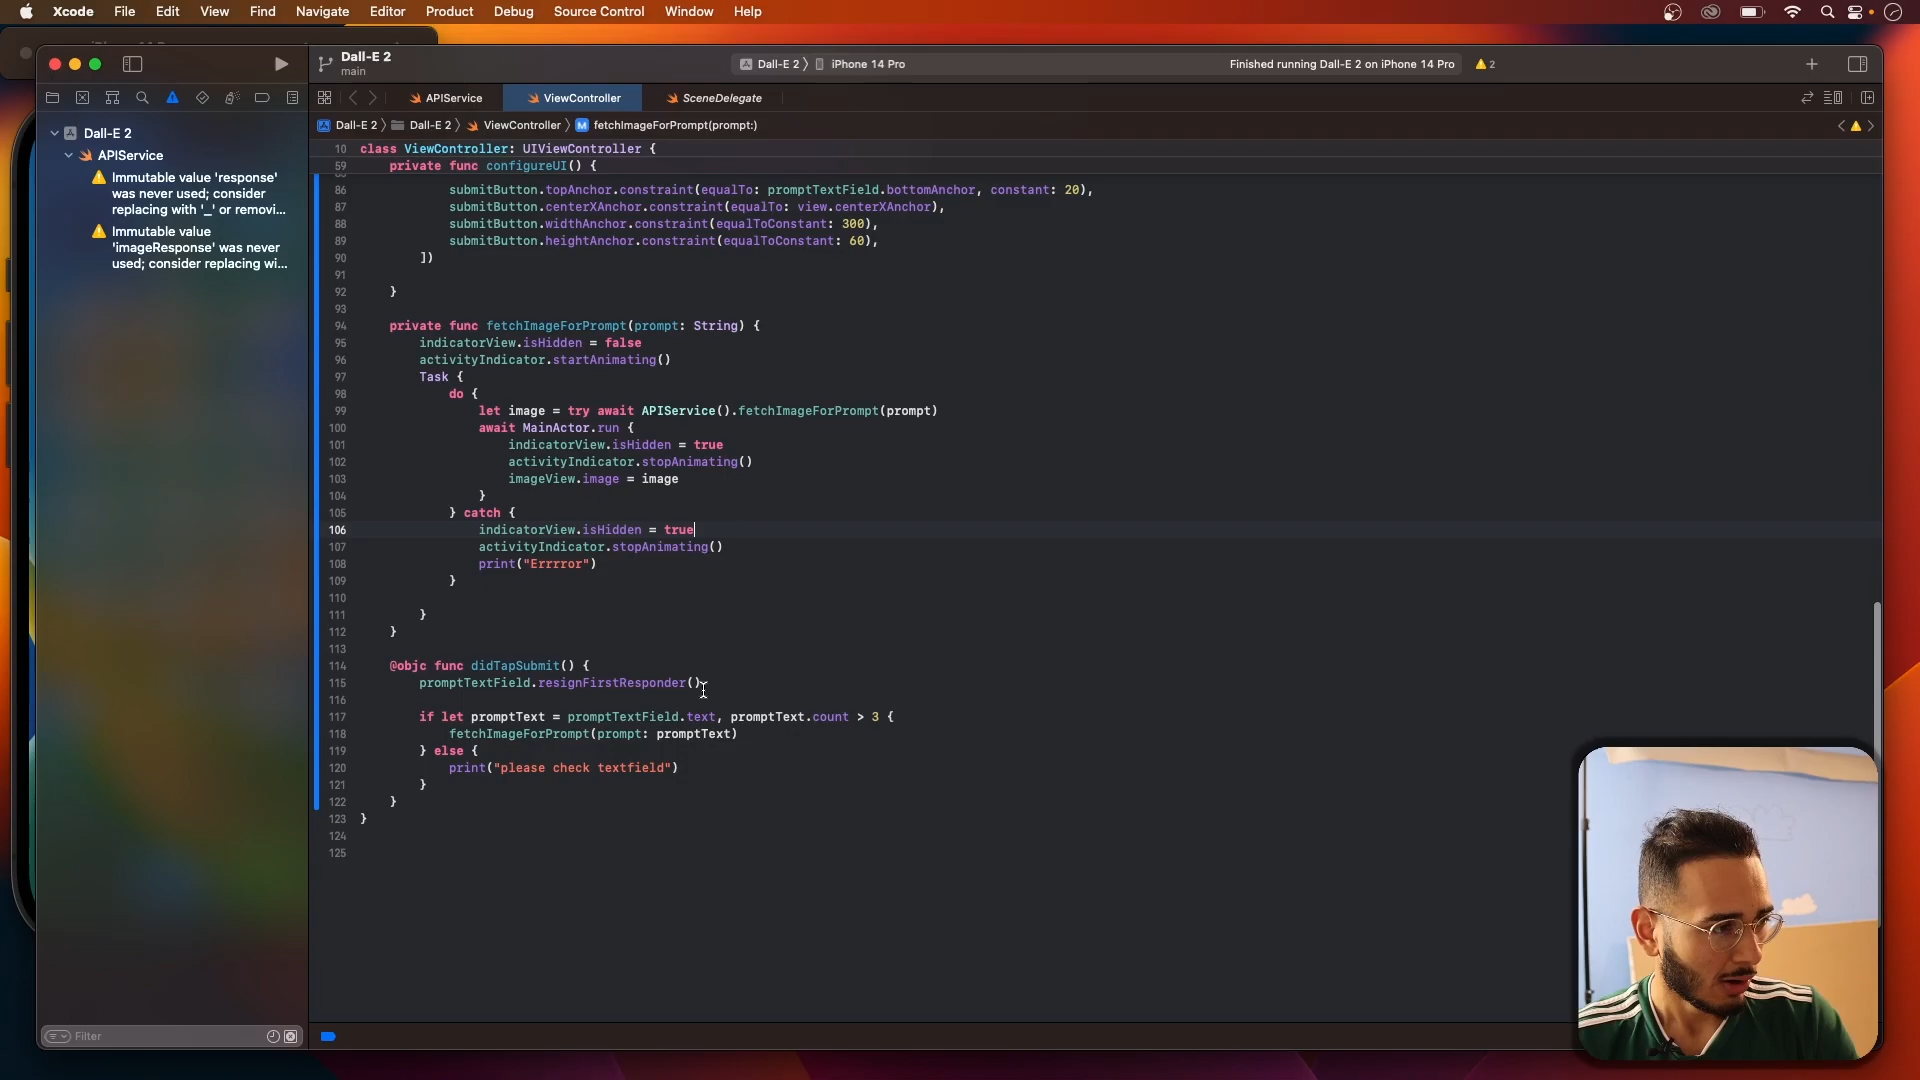 Xcode File Edit View Find Navigate Editor Product Debug Source Control Window Help
Dall-E 2
main
Dall-E 2 〉 iPhone 14 Pro
Finished running Dall-E 2 on iPhone 14 Pro
2
APIService
ViewController
SceneDelegate
Dall-E 2 〉 Dall-E 2 〉 ViewController 〉 M fetchImageForPrompt(prompt:)
Dall-E 2
APIService
Immutable value 'response'
was never used; consider
replacing with '_' or removi...
Immutable value
'imageResponse' was never
used; consider replacing wi...
Filter
10 class ViewController: UIViewController {
59 private func configureUI() {
86 submitButton.topAnchor.constraint(equalTo: promptTextField.bottomAnchor, constant: 20),
87 submitButton.centerXAnchor.constraint(equalTo: view.centerXAnchor),
88 submitButton.widthAnchor.constraint(equalToConstant: 300),
89 submitButton.heightAnchor.constraint(equalToConstant: 60),
90 ])
91
92 }
93
94 private func fetchImageForPrompt(prompt: String) {
95 indicatorView.isHidden = false
96 activityIndicator.startAnimating()
97 Task {
98 do {
99 let image = try await APIService().fetchImageForPrompt(prompt)
100 await MainActor.run {
101 indicatorView.isHidden = true
102 activityIndicator.stopAnimating()
103 imageView.image = image
104 }
105 } catch {
106 indicatorView.isHidden = true
107 activityIndicator.stopAnimating()
108 print("Errrror")
109 }
110
111 }
112 }
113
114 @objc func didTapSubmit() {
115 promptTextField.resignFirstResponder()
116
117 if let promptText = promptTextField.text, promptText.count > 3 {
118 fetchImageForPrompt(prompt: promptText)
119 } else {
120 print("please check textfield")
121 }
122 }
123 }
124
125